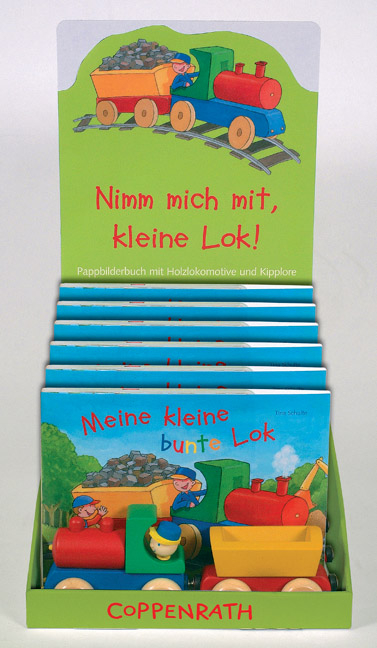 Nimm mich mit,
kleine Lok!
Pappbilderbuch mit Holzlokomotive und Kipplore
Meine kleine
bunte Lok
COPPENRATH